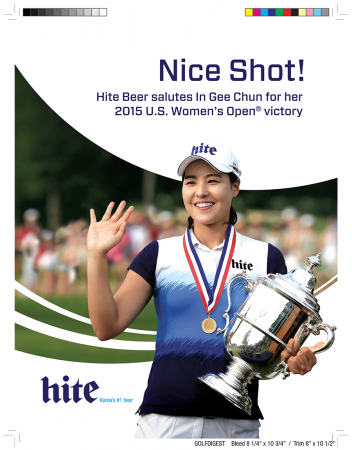 Nice Shot!
Hite Beer salutes In Gee Chun for her
2015 U.S. Women's Open® victory
hite
hite
hite Korea's #1 beer
GOLFDIGEST Bleed 8 1/4" x 10 3/4" / Trim 8" x 10 1/2"